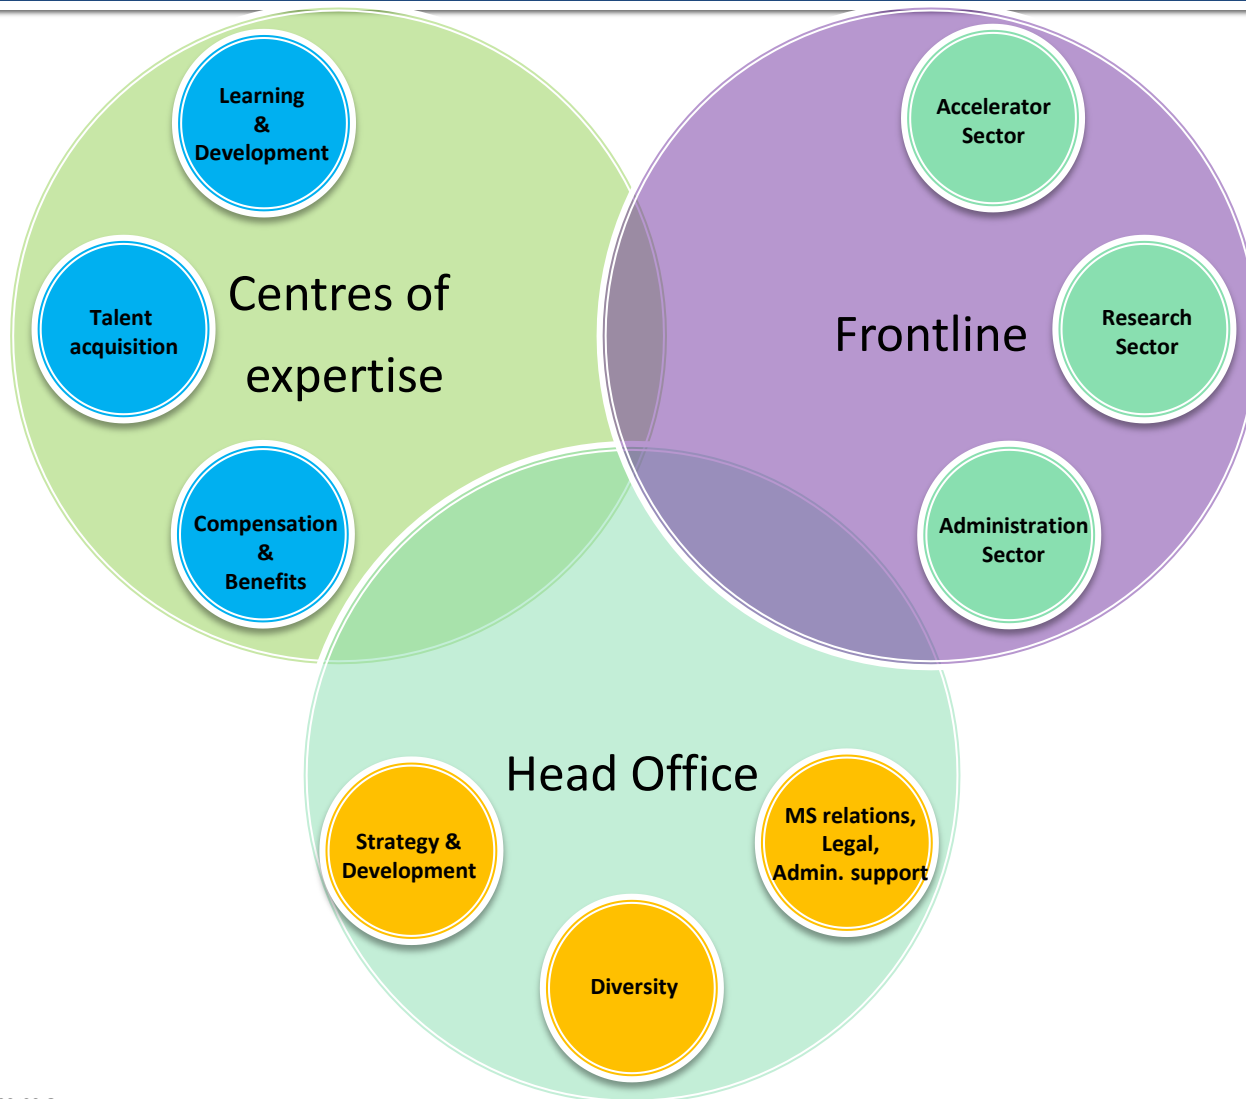 Learning
&
Development
Talent
acquisition
Centres of
expertise
Compensation
&
Benefits
Accelerator
Sector
Frontline
Research
Sector
Administration
Sector
Head Office
Strategy &
Development
MS relations,
Legal,
Admin. support
Diversity